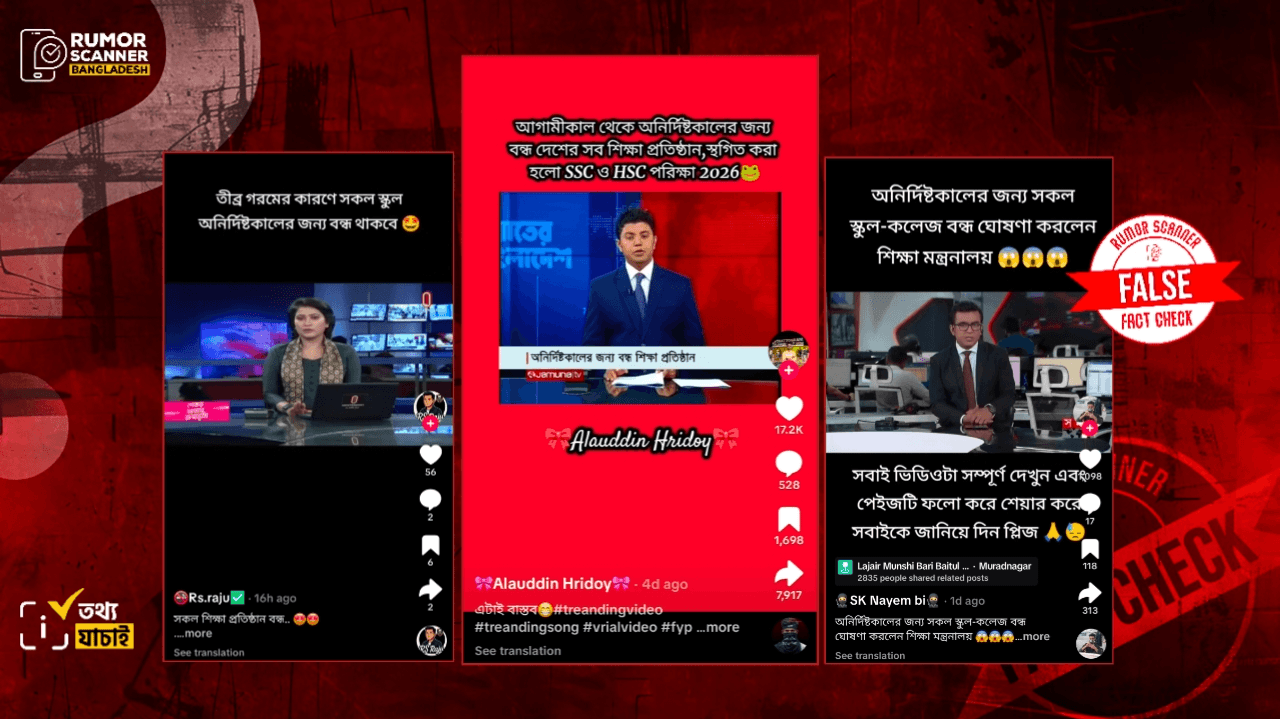 RUMOR
SCANNER
BANGLADESH
তীব্র গরমের কারণে সকল স্কুল
অনির্দিষ্টকালের জন্য বন্ধ থাকবে 🤩
56
2
6
2
Rs.raju✅ · 16h ago
সকল শিক্ষা প্রতিষ্ঠান বন্ধ.. 😍😍
....more
See translation
আগামীকাল থেকে অনির্দিষ্টকালের জন্য
বন্ধ দেশের সব শিক্ষা প্রতিষ্ঠান,স্থগিত করা
হলো SSC ও HSC পরিক্ষা 2026🐸
অনির্দিষ্টকালের জন্য বন্ধ শিক্ষা প্রতিষ্ঠান
Jamuna tv
🎀Alauddin Hridoy🎀
17.2K
528
1,698
7,917
🎀Alauddin Hridoy🎀 · 4d ago
এটাই বাস্তব😁#treandingvideo
#treandingsong #vrialvideo #fyp ...more
See translation
অনির্দিষ্টকালের জন্য সকল
স্কুল-কলেজ বন্ধ ঘোষণা করলেন
শিক্ষা মন্ত্রনালয় 😱😱😱
সবাই ভিডিওটা সম্পূর্ণ দেখুন এবং
পেইজটি ফলো করে শেয়ার করে
সবাইকে জানিয়ে দিন প্লিজ 🙏😓
17
118
313
Lajair Munshi Bari Baitul ... · Muradnagar
2835 people shared related posts
🥷SK Nayem bi🥷 · 1d ago
অনির্দিষ্টকালের জন্য সকল স্কুল-কলেজ বন্ধ
ঘোষণা করলেন শিক্ষা মন্ত্রনালয় 😱😱😱...more
See translation
RUMOR SCANNER
FALSE
FACT CHECK
তথ্য
যাচাই
CHECK